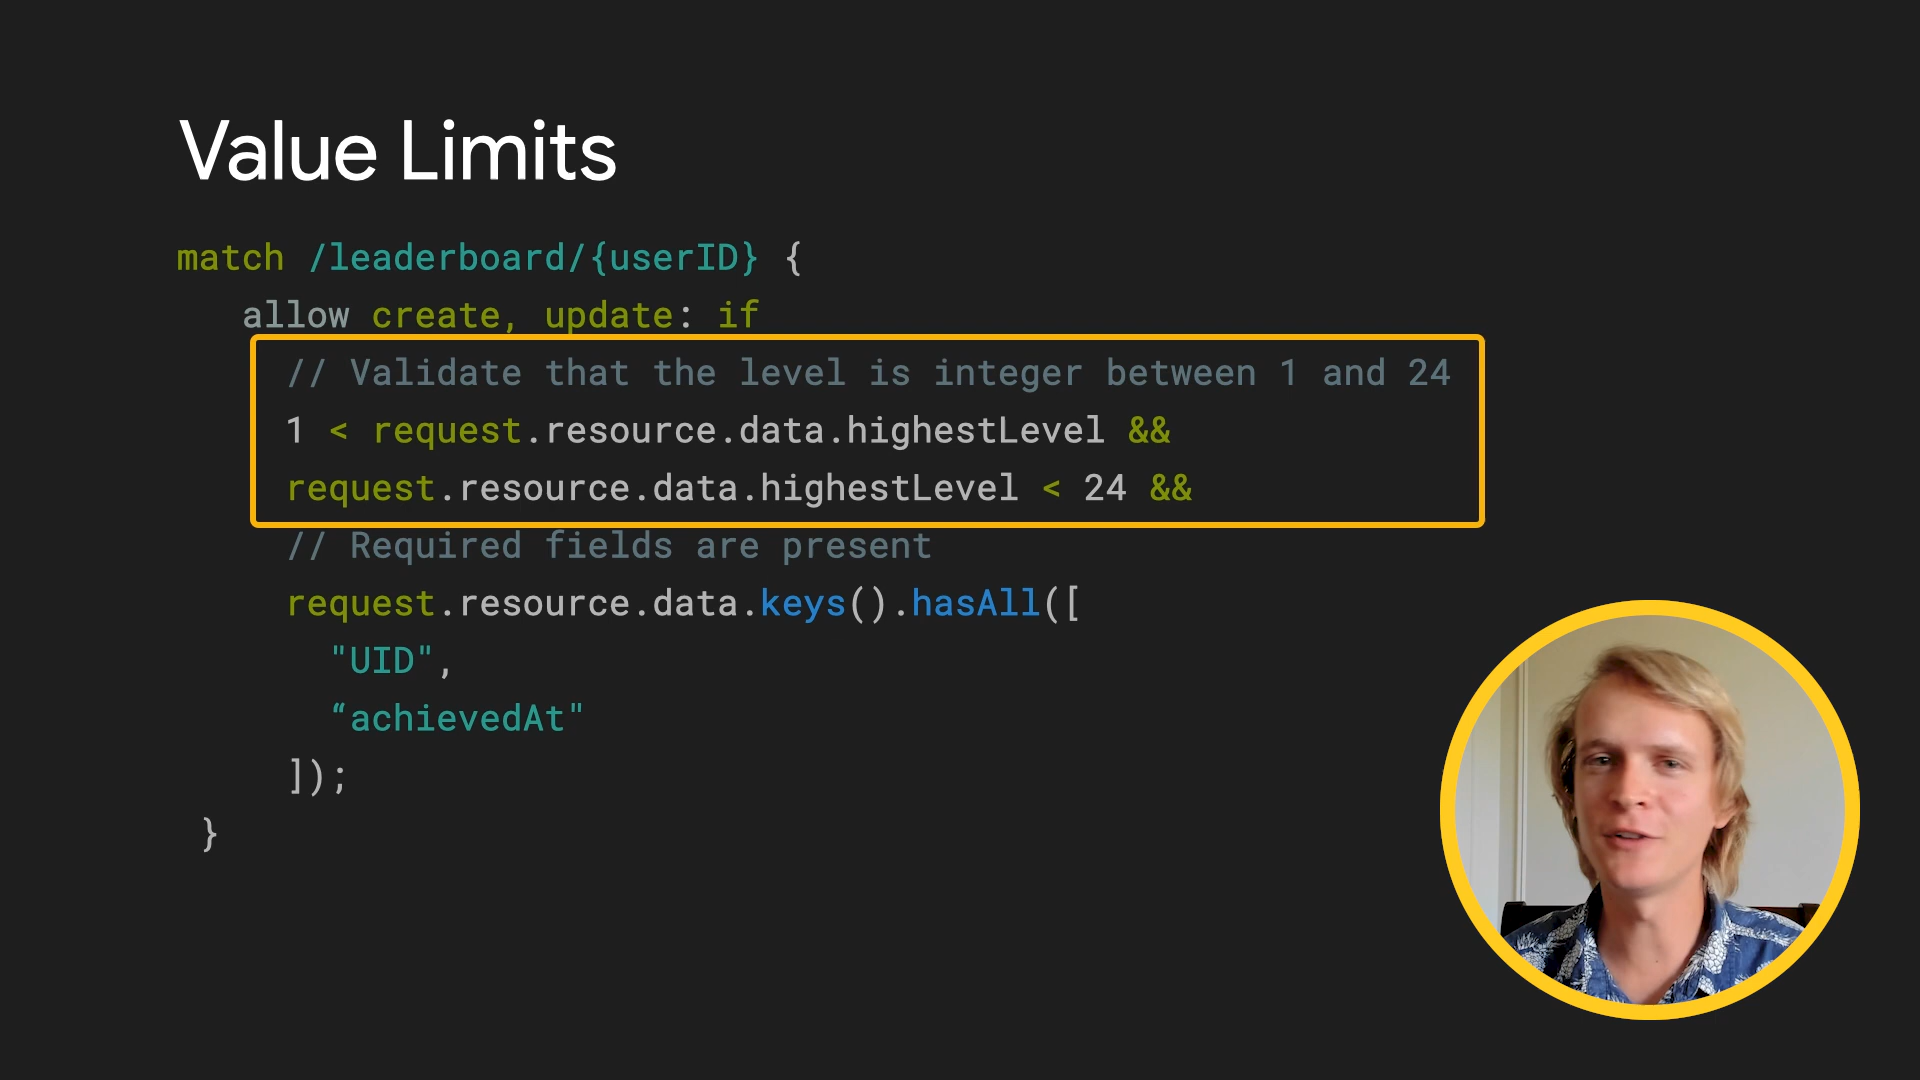 Value Limits
match /leaderboard/{userID} {
allow create, update: if
// Validate that the level is integer between 1 and 24
1 < request.resource.data.highestLevel &&
request.resource.data.highestLevel < 24 &&
// Required fields are present
request.resource.data.keys().hasAll([
"UID",
“achievedAt"
]);
}